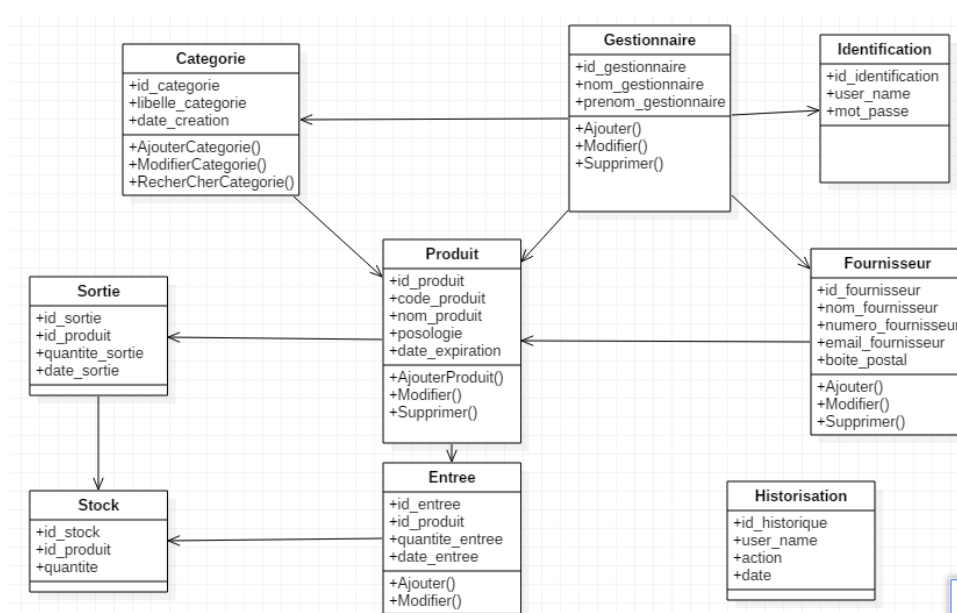 Categorie
+id_categorie
+libelle_categorie
+date_creation
+AjouterCategorie()
+ModifierCategorie()
+RecherCherCategorie()
Gestionnaire
+id_gestionnaire
+nom_gestionnaire
+prenom_gestionnaire
+Ajouter()
+Modifier()
+Supprimer()
Identification
+id_identification
+user_name
+mot_passe
Produit
+id_produit
+code_produit
+nom_produit
+posologie
+date_expiration
+AjouterProduit()
+Modifier()
+Supprimer()
Fournisseur
+id_fournisseur
+nom_fournisseur
+numero_fournisseur
+email_fournisseur
+boite_postal
+Ajouter()
+Modifier()
+Supprimer()
Sortie
+id_sortie
+id_produit
+quantite_sortie
+date_sortie
Stock
+id_stock
+id_produit
+quantite
Entree
+id_entree
+id_produit
+quantite_entree
+date_entree
+Ajouter()
+Modifier()
Historisation
+id_historique
+user_name
+action
+date